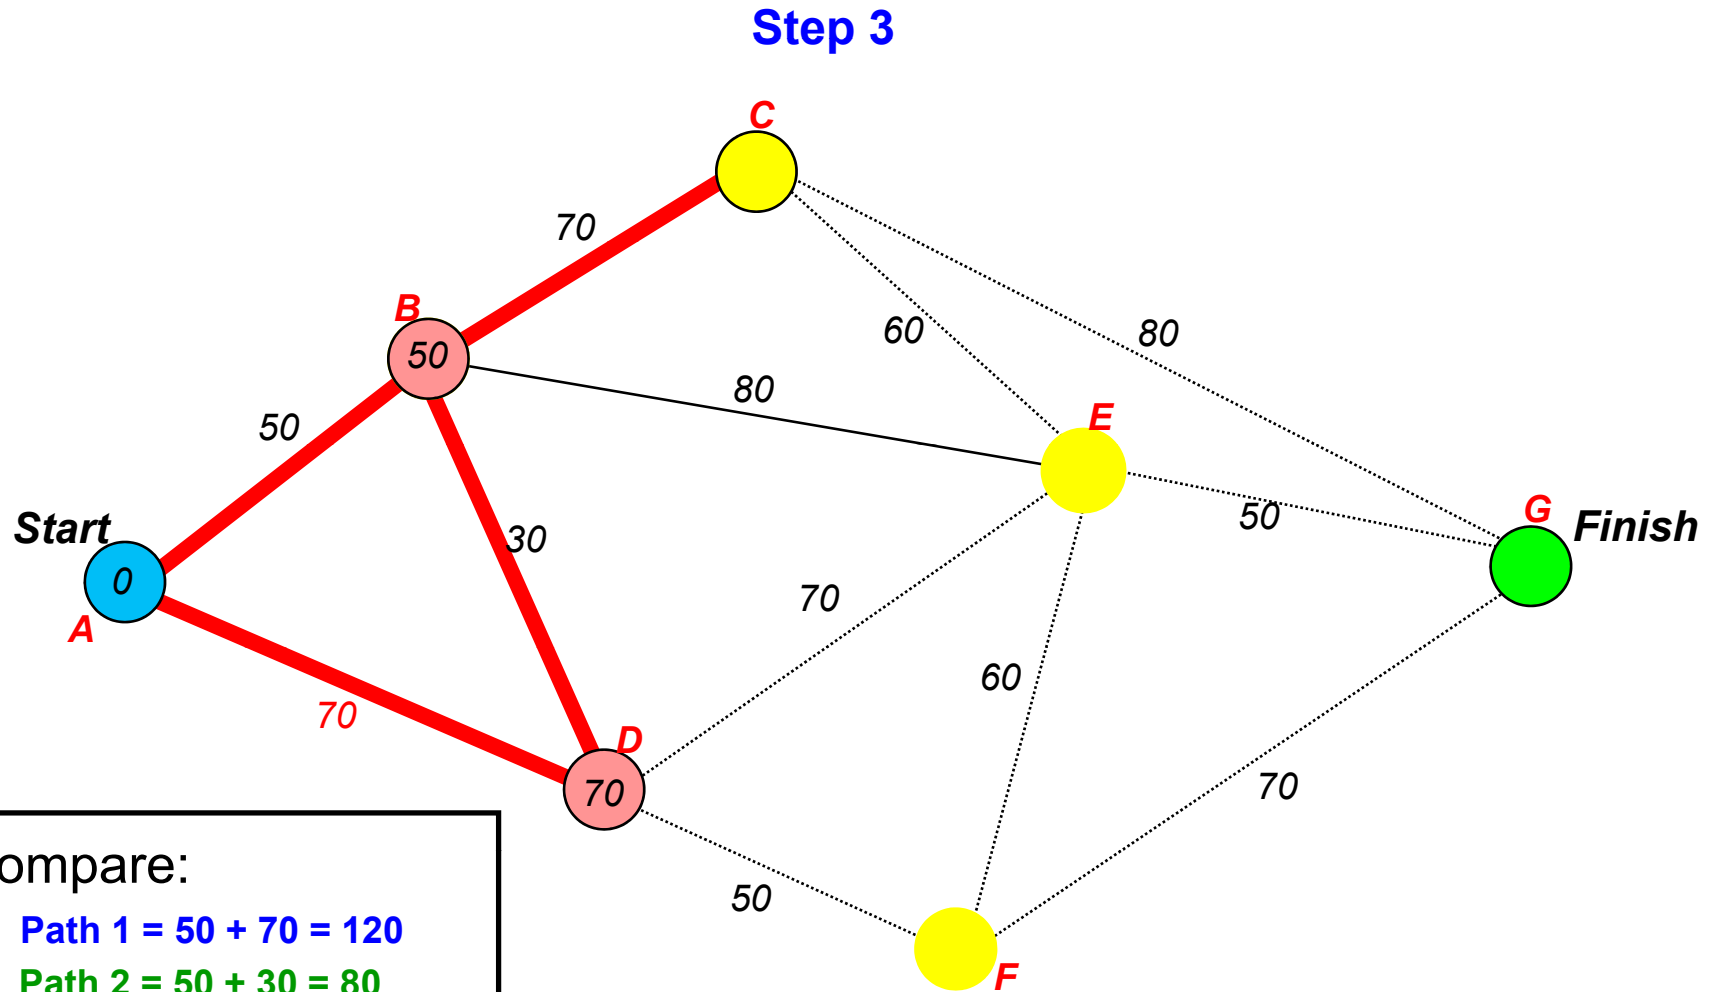 Step 3
C
70
B
50
60
80
80
50
E
30
50
G
Finish
Start
0
A
70
70
60
D
70
70
50
F
ompare:
Path 1 = 50 + 70 = 120
Path 2 = 50 + 30 = 80